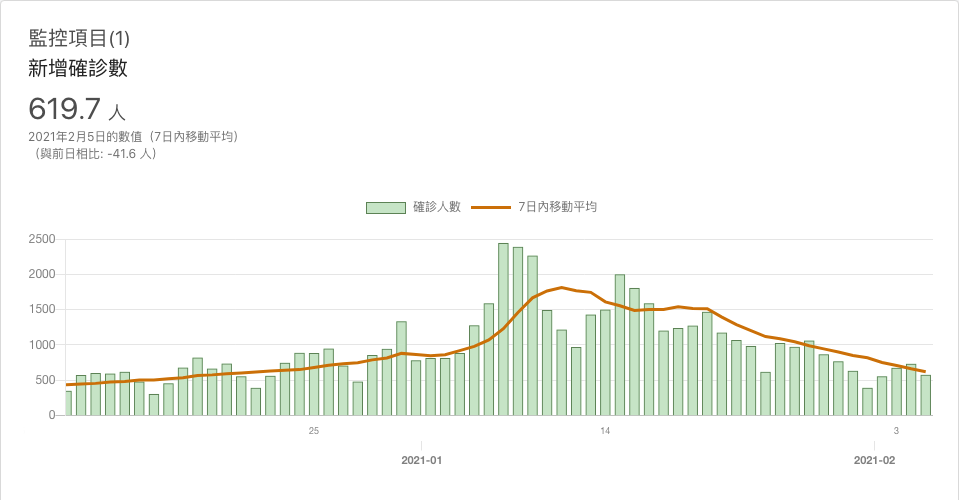 監控項目(1)
新增確診數
619.7 人
2021年2月5日的數值（7日內移動平均）
（與前日相比: -41.6 人）
確診人數 7日內移動平均
2500
2000
1500
1000
500
0
25 14 3
2021-01 2021-02